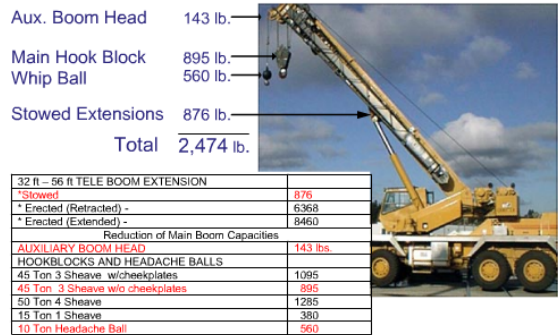 Aux. Boom Head 143 lb.
Main Hook Block 895 lb.
Whip Ball 560 lb.
Stowed Extensions 876 lb.
Total 2,474 lb.
32 ft – 56 ft TELE BOOM EXTENSION
*Stowed 876
* Erected (Retracted) - 6368
* Erected (Extended) - 8460
Reduction of Main Boom Capacities
AUXILIARY BOOM HEAD 143 lbs.
HOOKBLOCKS AND HEADACHE BALLS
45 Ton 3 Sheave w/cheekplates 1095
45 Ton 3 Sheave w/o cheekplates 895
50 Ton 4 Sheave 1285
15 Ton 1 Sheave 380
10 Ton Headache Ball 560